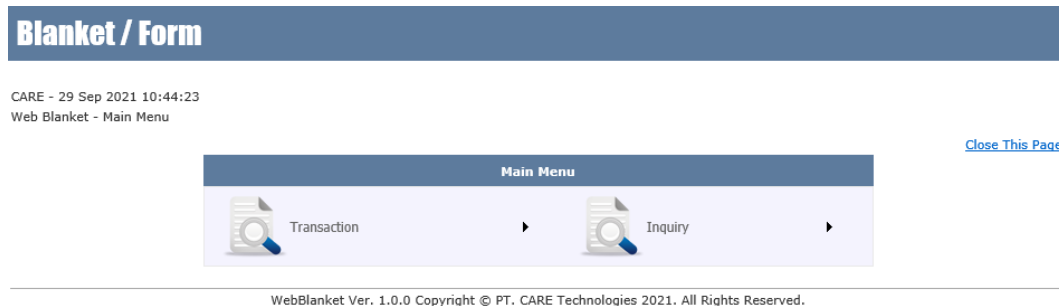 Blanket / Form
CARE - 29 Sep 2021 10:44:23
Web Blanket - Main Menu
Close This Page
Main Menu
Transaction
Inquiry
WebBlanket Ver. 1.0.0 Copyright © PT. CARE Technologies 2021. All Rights Reserved.